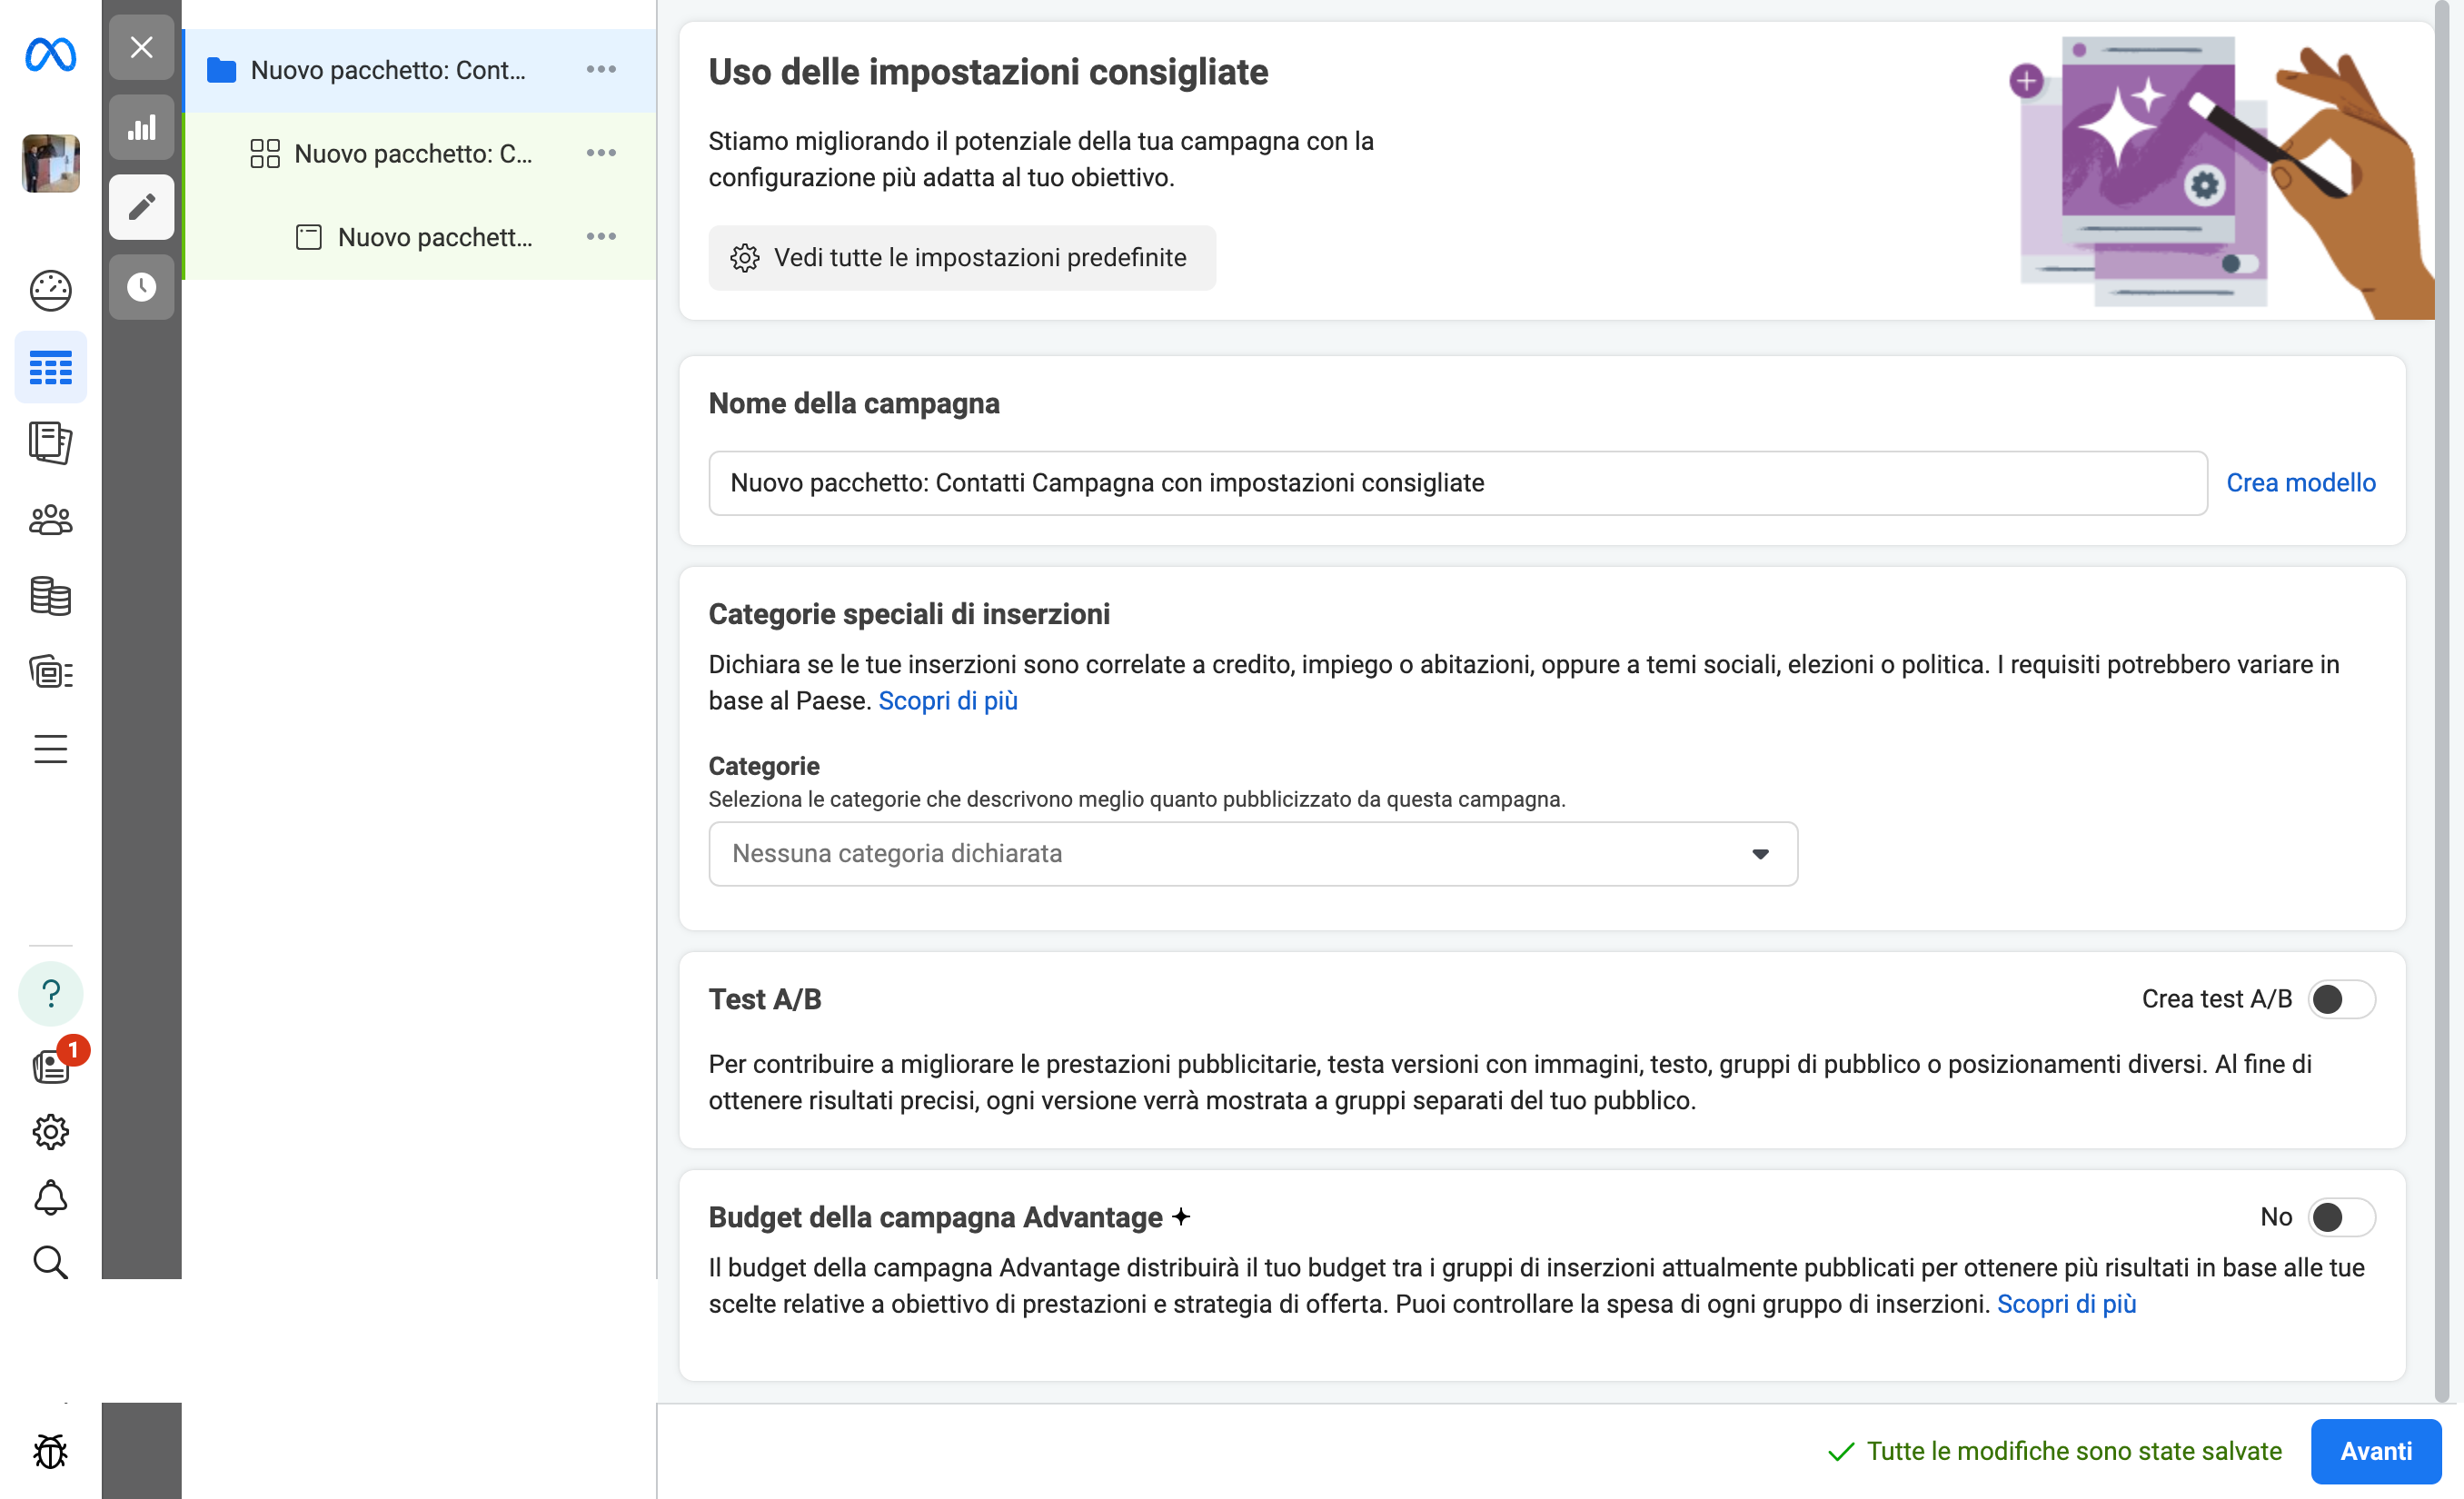 Nuovo pacchetto: Cont...
Nuovo pacchetto: C...
Nuovo pacchett...
?
1
Uso delle impostazioni consigliate
Stiamo migliorando il potenziale della tua campagna con la
configurazione più adatta al tuo obiettivo.
Vedi tutte le impostazioni predefinite
Nome della campagna
Nuovo pacchetto: Contatti Campagna con impostazioni consigliate
Crea modello
Categorie speciali di inserzioni
Dichiara se le tue inserzioni sono correlate a credito, impiego o abitazioni, oppure a temi sociali, elezioni o politica. I requisiti potrebbero variare in
base al Paese. Scopri di più
Categorie
Seleziona le categorie che descrivono meglio quanto pubblicizzato da questa campagna.
Nessuna categoria dichiarata
Test A/B
Crea test A/B
Per contribuire a migliorare le prestazioni pubblicitarie, testa versioni con immagini, testo, gruppi di pubblico o posizionamenti diversi. Al fine di
ottenere risultati precisi, ogni versione verrà mostrata a gruppi separati del tuo pubblico.
Budget della campagna Advantage
No
Il budget della campagna Advantage distribuirà il tuo budget tra i gruppi di inserzioni attualmente pubblicati per ottenere più risultati in base alle tue
scelte relative a obiettivo di prestazioni e strategia di offerta. Puoi controllare la spesa di ogni gruppo di inserzioni. Scopri di più
Tutte le modifiche sono state salvate
Avanti